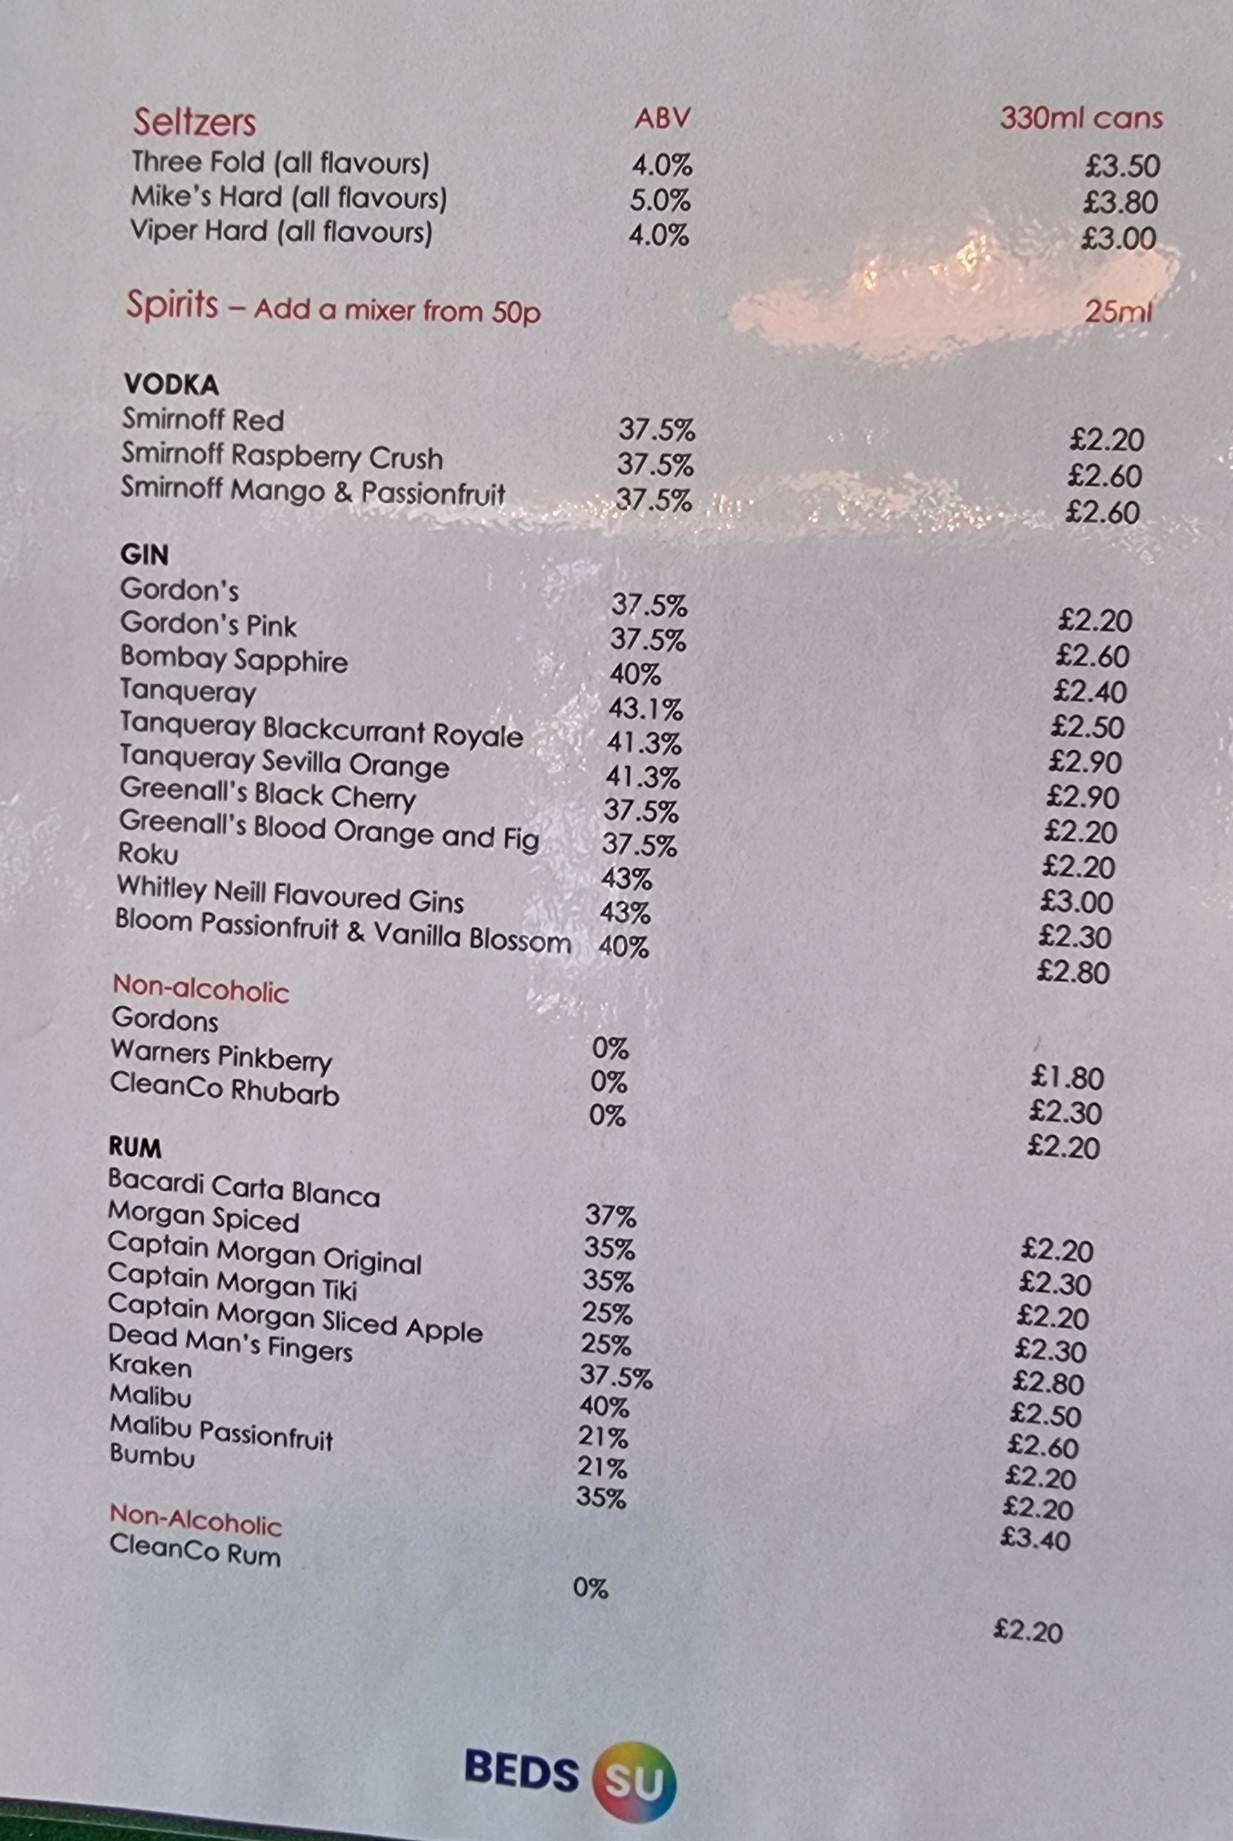 Seltzers ABV 330ml cans
Three Fold (all flavours) 4.0% £3.50
Mike's Hard (all flavours) 5.0% £3.80
Viper Hard (all flavours) 4.0% £3.00
Spirits – Add a mixer from 50p 25ml
VODKA
Smirnoff Red 37.5% £2.20
Smirnoff Raspberry Crush 37.5% £2.60
Smirnoff Mango & Passionfruit 37.5% £2.60
GIN
Gordon's 37.5% £2.20
Gordon's Pink 37.5% £2.60
Bombay Sapphire 40% £2.40
Tanqueray 43.1% £2.50
Tanqueray Blackcurrant Royale 41.3% £2.90
Tanqueray Sevilla Orange 41.3% £2.90
Greenall's Black Cherry 37.5% £2.20
Greenall's Blood Orange and Fig 37.5% £2.20
Roku 43% £3.00
Whitley Neill Flavoured Gins 43% £2.30
Bloom Passionfruit & Vanilla Blossom 40% £2.80
Non-alcoholic
Gordons 0% £1.80
Warners Pinkberry 0% £2.30
CleanCo Rhubarb 0% £2.20
RUM
Bacardi Carta Blanca 37% £2.20
Morgan Spiced 35% £2.30
Captain Morgan Original 35% £2.20
Captain Morgan Tiki 25% £2.30
Captain Morgan Sliced Apple 25% £2.80
Dead Man's Fingers 37.5% £2.50
Kraken 40% £2.60
Malibu 21% £2.20
Malibu Passionfruit 21% £2.20
Bumbu 35% £3.40
Non-Alcoholic
CleanCo Rum 0% £2.20
BEDS SU